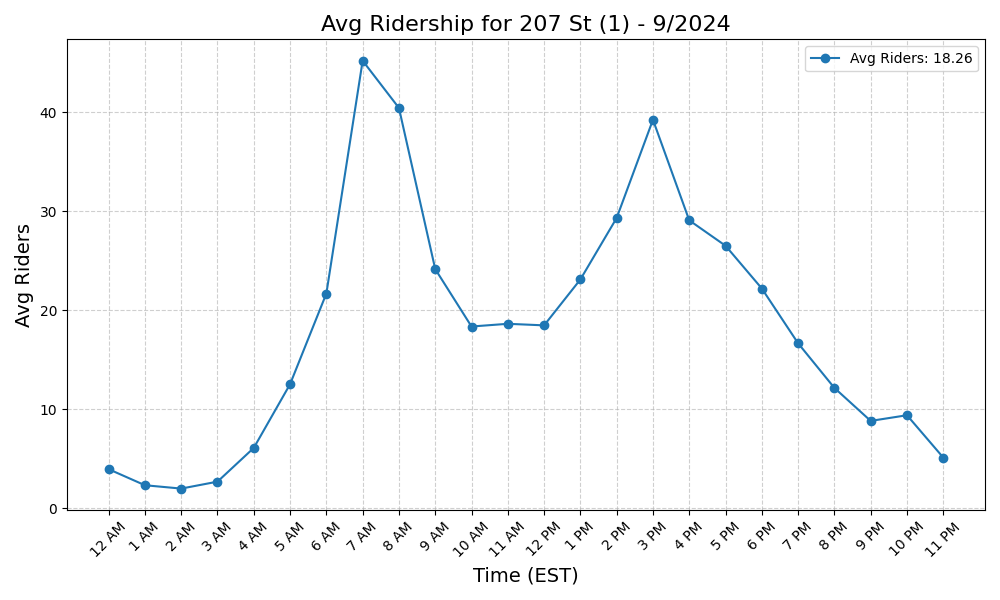 Avg Ridership for 207 St (1) - 9/2024
Avg Riders: 18.26
Avg Riders
40
30
20
10
0
12 AM
1 AM
2 AM
3 AM
4 AM
5 AM
6 AM
7 AM
8 AM
9 AM
10 AM
11 AM
12 PM
1 PM
2 PM
3 PM
4 PM
5 PM
6 PM
7 PM
8 PM
9 PM
10 PM
11 PM
Time (EST)